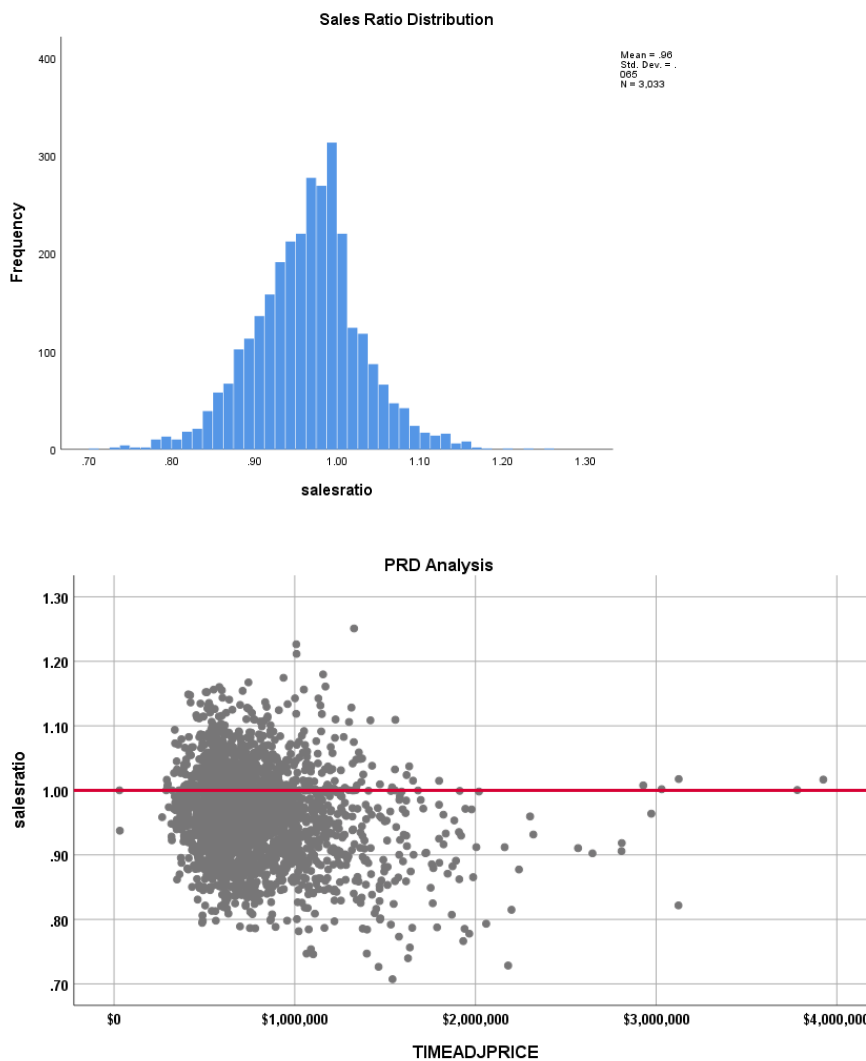 Sales Ratio Distribution
Mean = .96
Std. Dev. = .
065
N = 3,033
400
300
200
100
0
Frequency
.70 .80 .90 1.00 1.10 1.20 1.30
salesratio
PRD Analysis
1.30
1.20
1.10
1.00
.90
.80
.70
salesratio
$0 $1,000,000 $2,000,000 $3,000,000 $4,000,000
TIMEADJPRICE